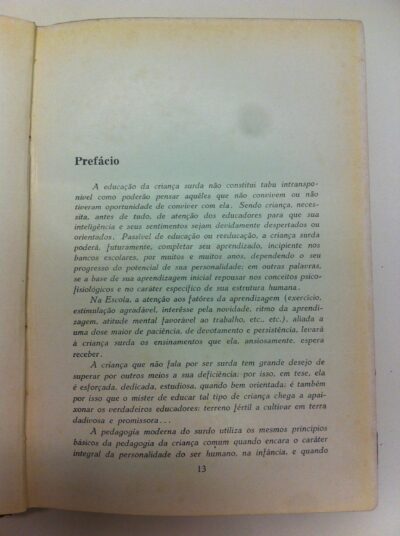 Prefácio
A educação da criança surda não constitui tabu intranspo-
nível como poderão pensar aquêles que não convivem ou não
tiveram oportunidade de conviver com ela. Sendo criança, neces-
sita, antes de tudo, de atenção dos educadores para que sua
inteligência e seus sentimentos sejam devidamente despertados ou
orientados. Passível de educação ou reeducação, a criança surda
poderá, futuramente, completar seu aprendizado, incipiente nos
bancos escolares, por muitos e muitos anos, dependendo o seu
progresso do potencial de sua personalidade; em outras palavras,
se a base de sua aprendizagem inicial repousar nos conceitos psico-
fisiológicos e no caráter específico de sua estrutura humana.
Na Escola, a atenção aos fatôres da aprendizagem (exercício,
estimulação agradável, interêsse pela novidade, ritmo da aprendi-
zagem, atitude mental favorável ao trabalho, etc., etc.), aliada a
uma dose maior de paciência, de devotamento e persistência, levará
à criança surda os ensinamentos que ela, ansiosamente, espera
receber.
A criança que não fala por ser surda tem grande desejo de
superar por outros meios a sua deficiência; por isso, em tese, ela
é esforçada, dedicada, estudiosa, quando bem orientada; é também
por isso que o mister de educar tal tipo de criança chega a apai-
xonar os verdadeiros educadores: terreno fértil a cultivar em terra
dadivosa e promissora...
A pedagogia moderna do surdo utiliza os mesmos princípios
básicos da pedagogia da criança comum quando encara o caráter
integral da personalidade do ser humano, na infância, e quando
13